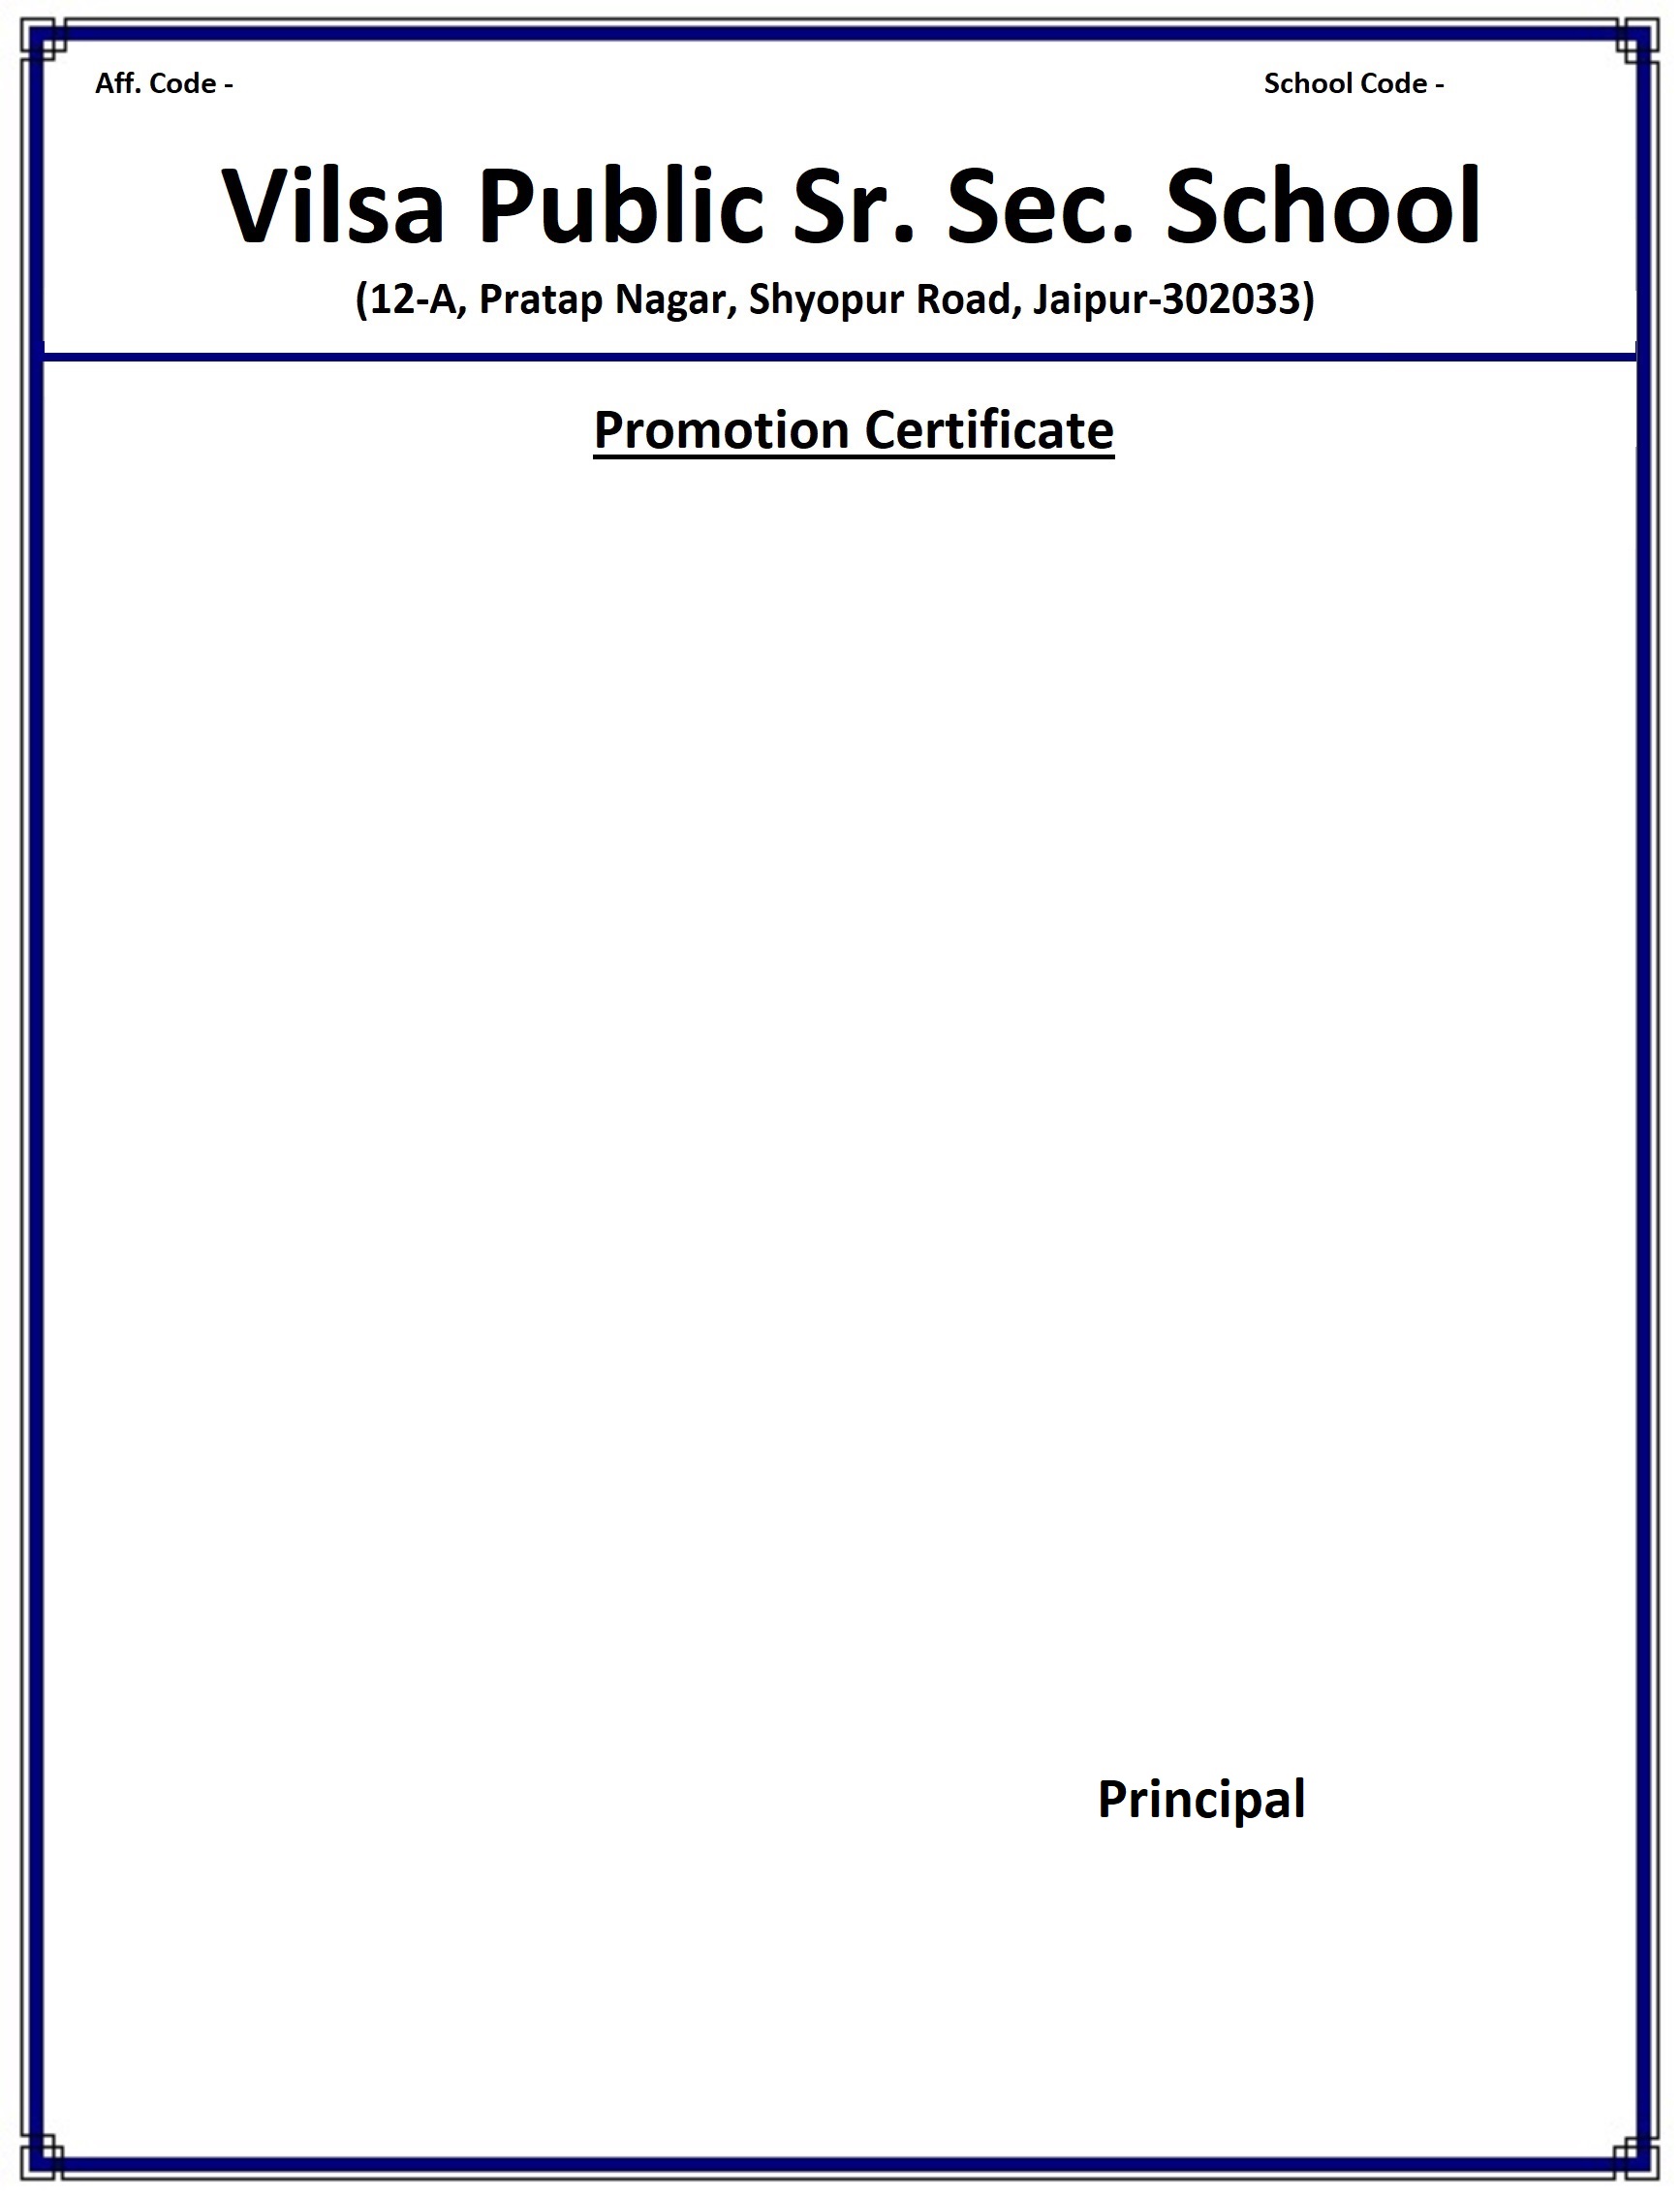 Aff. Code -
School Code -
Vilsa Public Sr. Sec. School
(12-A, Pratap Nagar, Shyopur Road, Jaipur-302033)
Promotion Certificate
Principal